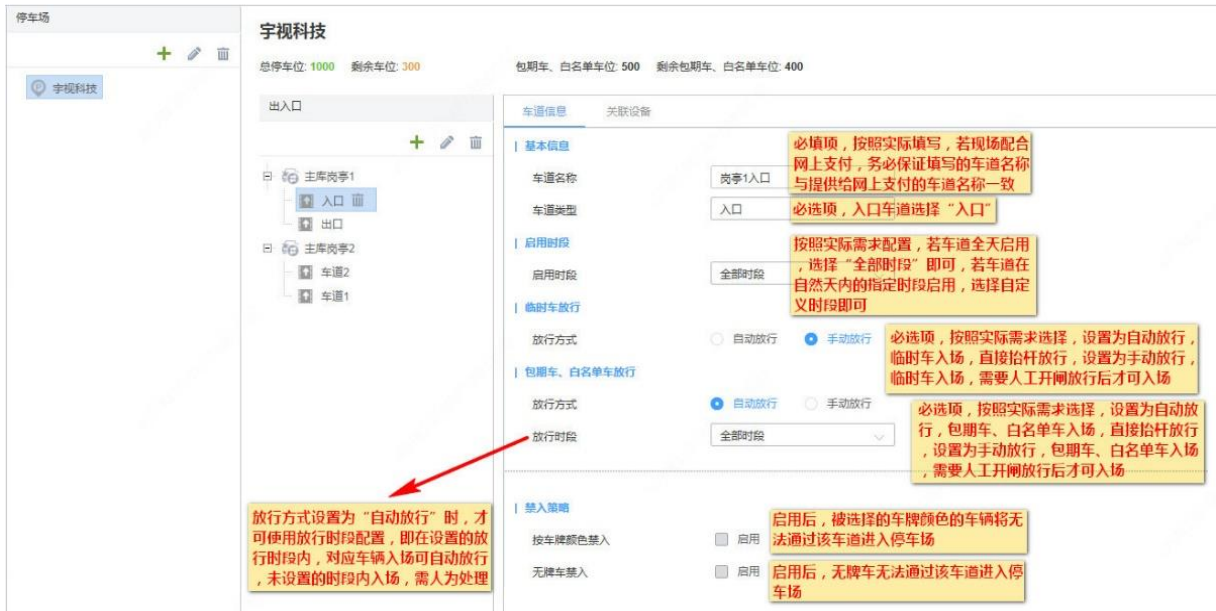 停车场
宇视科技
宇视科技
总停车位: 1000 剩余车位: 300 包期车、白名单车位: 500 剩余包期车、白名单车位: 400
出入口
主库岗亭1
入口
出口
主库岗亭2
车道2
车道1
车道信息 关联设备
基本信息
车道名称 岗亭1入口
必填项，按照实际填写，若现场配合
网上支付，务必保证填写的车道名称
与提供给网上支付的车道名称一致
车道类型 入口
必选项，入口车道选择“入口”
启用时段
启用时段 全部时段
按照实际需求配置，若车道全天启用
，选择“全部时段”即可，若车道在
自然天内的指定时段启用，选择自定
义时段即可
临时车放行
放行方式 自动放行 手动放行
必选项，按照实际需求选择，设置为自动放行，
临时车入场，直接抬杆放行，设置为手动放行，
临时车入场，需要人工开闸放行后才可入场
包期车、白名单车放行
放行方式 自动放行 手动放行
放行时段 全部时段
必选项，按照实际需求选择，设置为自动放
行，包期车、白名单车入场，直接抬杆放行
，设置为手动放行，包期车、白名单车入场
，需要人工开闸放行后才可入场
放行方式设置为“自动放行”时，才
可使用放行时段配置，即在设置的放
行时段内，对应车辆入场可自动放行
，未设置的时段内入场，需人为处理
禁入策略
按车牌颜色禁入 启用
启用后，被选择的车牌颜色的车辆将无
法通过该车道进入停车场
无牌车禁入 启用
启用后，无牌车无法通过该车道进入停
车场